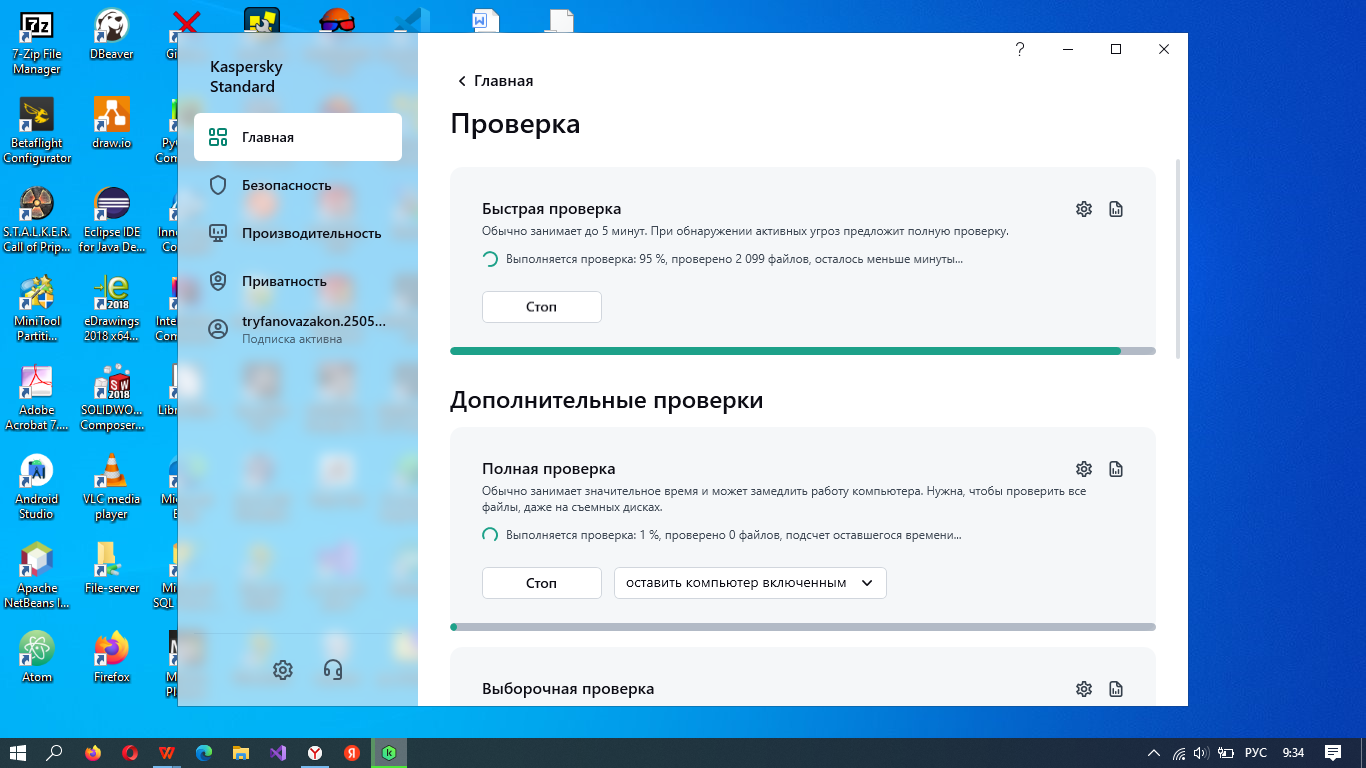 7-Zip File
Manager
DBeaver
Gi
Betaflight
Configurator
draw.io
S.T.A.L.K.E.R.
Call of Prip...
Eclipse IDE
for Java De...
MiniTool
Partiti...
eDrawings
2018 x64...
Adobe
Acrobat 7....
SOLIDWO...
Composer...
Android
Studio
VLC media
player
Apache
NetBeans I...
File-server
Atom
Firefox
Kaspersky
Standard
Главная
Безопасность
Производительность
Приватность
tryfanovazakon.2505...
Подписка активна
?
Главная
Проверка
Быстрая проверка
Обычно занимает до 5 минут. При обнаружении активных угроз предложит полную проверку.
Выполняется проверка: 95 %, проверено 2 099 файлов, осталось меньше минуты...
Стоп
Дополнительные проверки
Полная проверка
Обычно занимает значительное время и может замедлить работу компьютера. Нужна, чтобы проверить все
файлы, даже на съемных дисках.
Выполняется проверка: 1 %, проверено 0 файлов, подсчет оставшегося времени...
Стоп
оставить компьютер включенным
Выборочная проверка
РУС
9:34